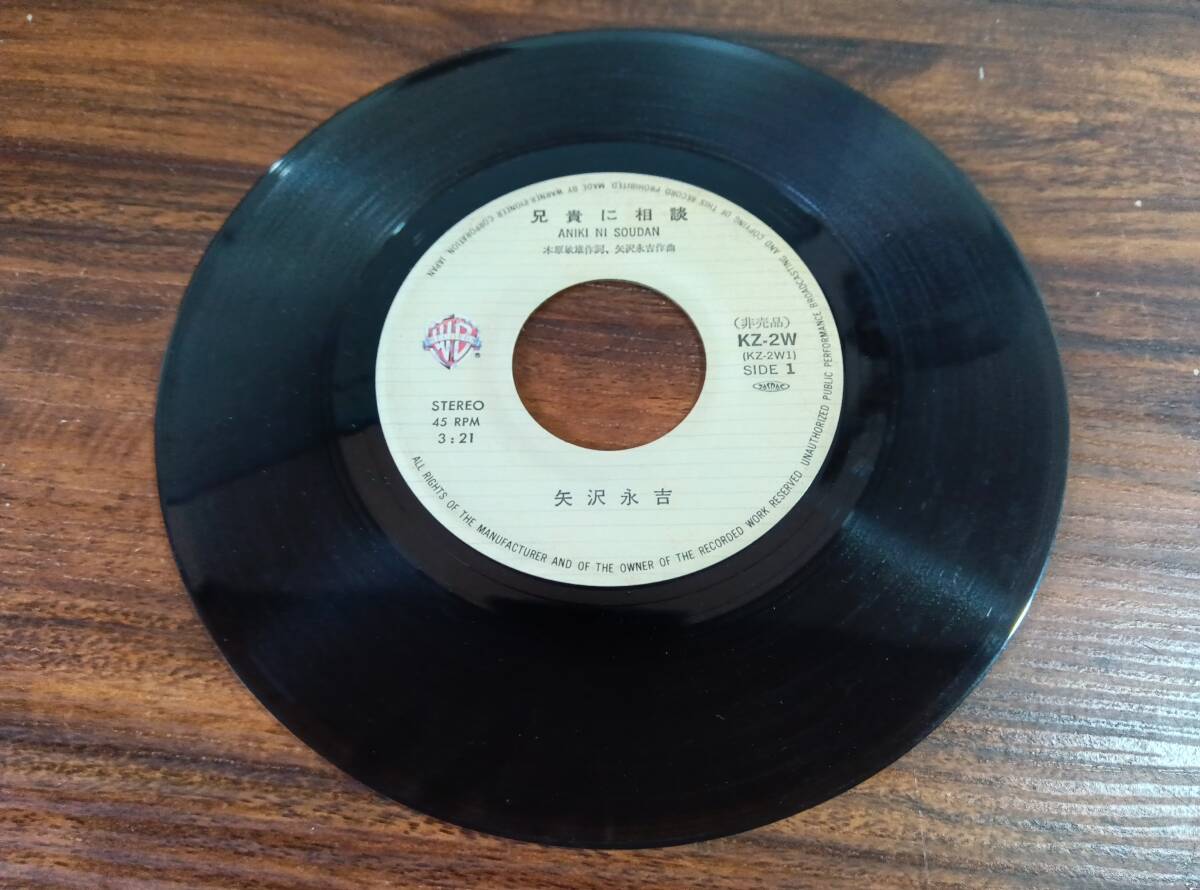 兄貴に相談
ANIKI NI SOUDAN
木原敏雄作詞、矢沢永吉作曲
(非売品)
KZ-2W
(KZ-2W1)
SIDE 1
®
STEREO
45 RPM
3:21
矢沢永吉
ALL RIGHTS OF THE MANUFACTURER AND OF THE OWNER OF THE RECORDED WORK RESERVED UNAUTHORIZED PUBLIC PERFORMANCE BROADCASTING AND COPYING OF THIS RECORD PROHIBITED. MADE BY WARNER-PIONEER CORPORATION, JAPAN